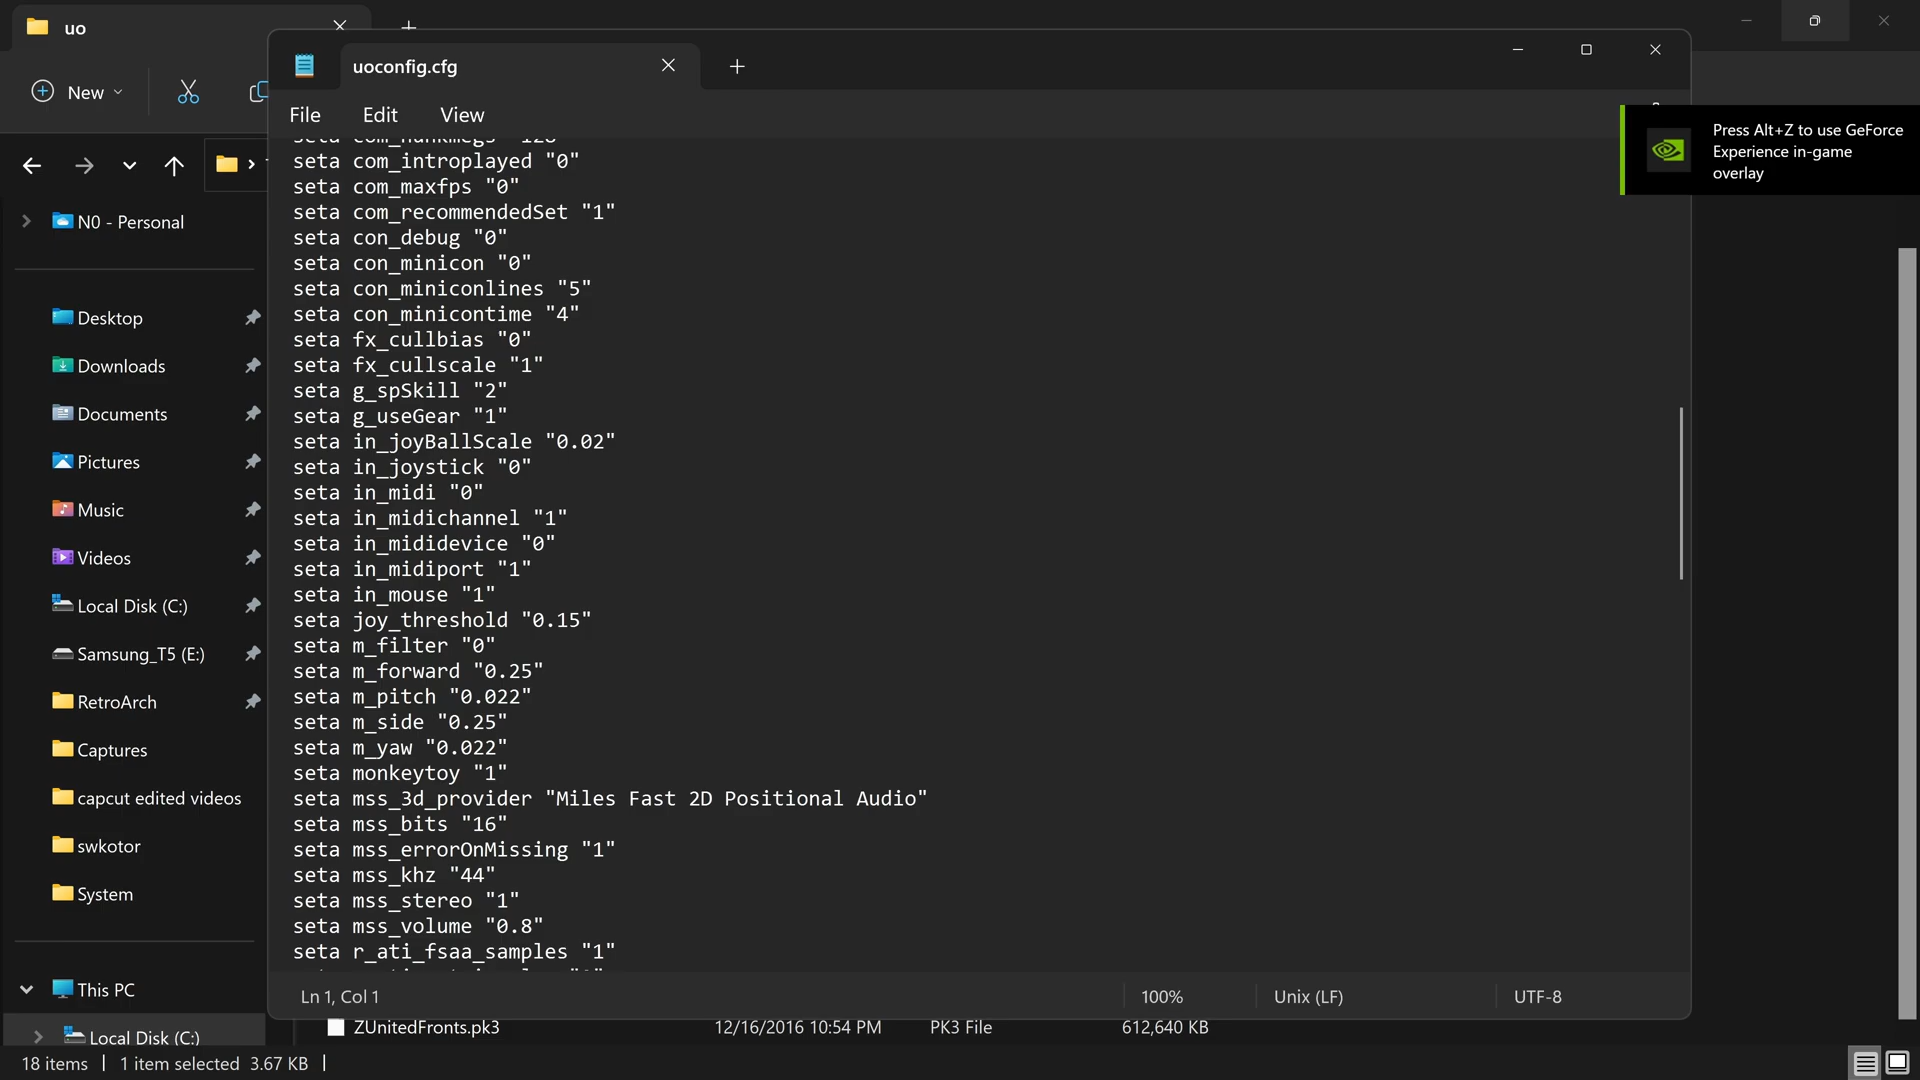 uo
uoconfig.cfg
New
File Edit View
Press Alt+Z to use GeForce
Experience in-game
overlay
seta com_hunkmegs "128"
seta com_introplayed "0"
seta com_maxfps "0"
seta com_recommendedSet "1"
seta con_debug "0"
seta con_minicon "0"
seta con_miniconlines "5"
seta con_minicontime "4"
seta fx_cullbias "0"
seta fx_cullscale "1"
seta g_spSkill "2"
seta g_useGear "1"
seta in_joyBallScale "0.02"
seta in_joystick "0"
seta in_midi "0"
seta in_midichannel "1"
seta in_mididevice "0"
seta in_midiport "1"
seta in_mouse "1"
seta joy_threshold "0.15"
seta m_filter "0"
seta m_forward "0.25"
seta m_pitch "0.022"
seta m_side "0.25"
seta m_yaw "0.022"
seta monkeytoy "1"
seta mss_3d_provider "Miles Fast 2D Positional Audio"
seta mss_bits "16"
seta mss_errorOnMissing "1"
seta mss_khz "44"
seta mss_stereo "1"
seta mss_volume "0.8"
seta r_ati_fsaa_samples "1"
Ln 1, Col 1 100% Unix (LF) UTF-8
N0 - Personal
Desktop
Downloads
Documents
Pictures
Music
Videos
Local Disk (C:)
Samsung_T5 (E:)
RetroArch
Captures
capcut edited videos
swkotor
System
This PC
Local Disk (C:)
ZUnitedFronts.pk3 12/16/2016 10:54 PM PK3 File 612,640 KB
18 items 1 item selected 3.67 KB